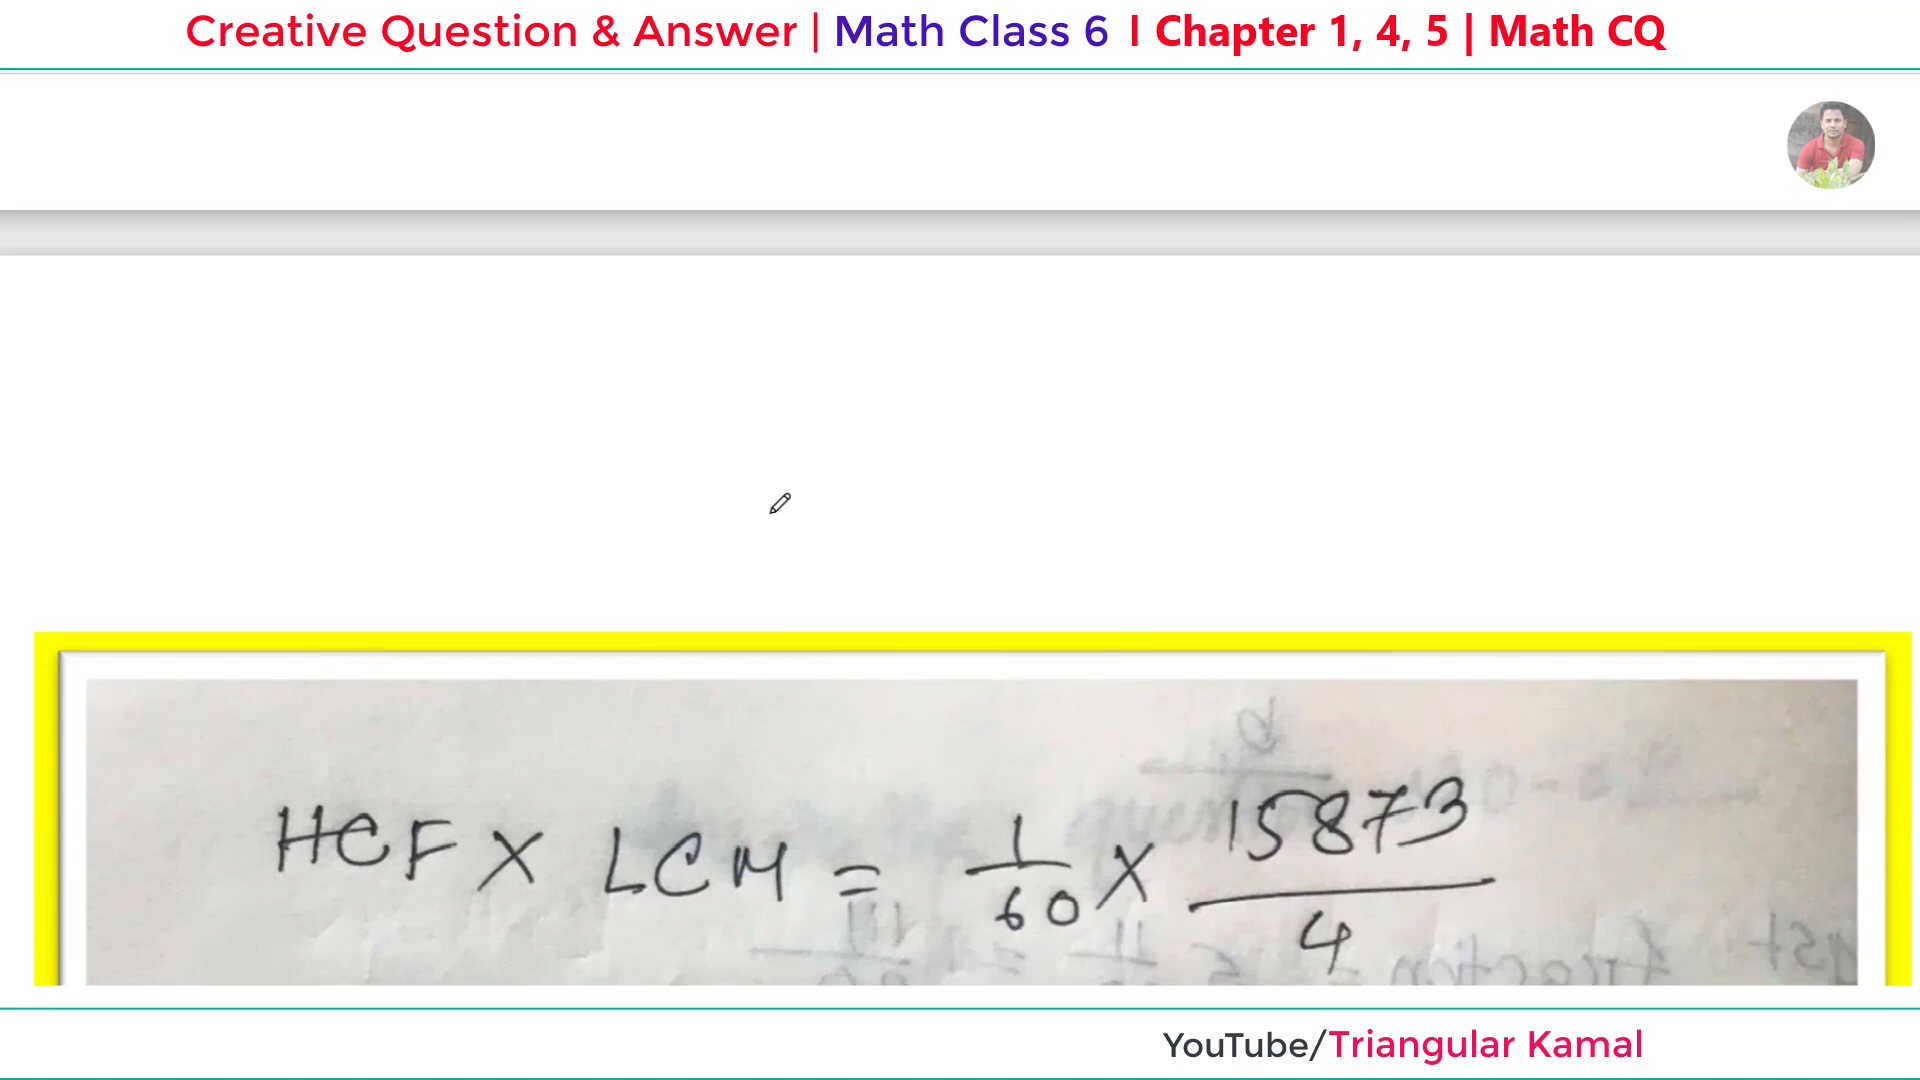 Creative Question & Answer | Math Class 6 I Chapter 1, 4, 5 | Math CQ
HCF X LCM = 1/60 X 15873/4
YouTube/Triangular Kamal